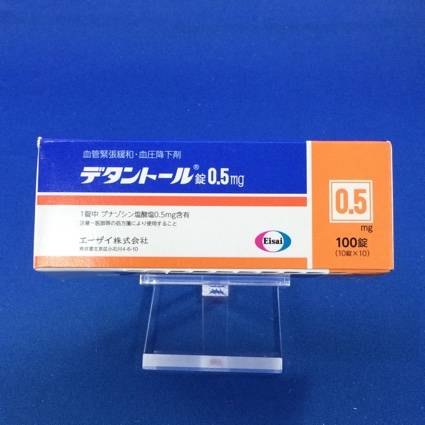 血管緊張緩和・血圧降下剤
デタントール®錠0.5mg
1錠中 ブナゾシン塩酸塩0.5mg含有
注意－医師等の処方箋により使用すること
エーザイ株式会社
東京都文京区小石川4-6-10
Eisai
0.5
mg
100錠
(10錠×10)